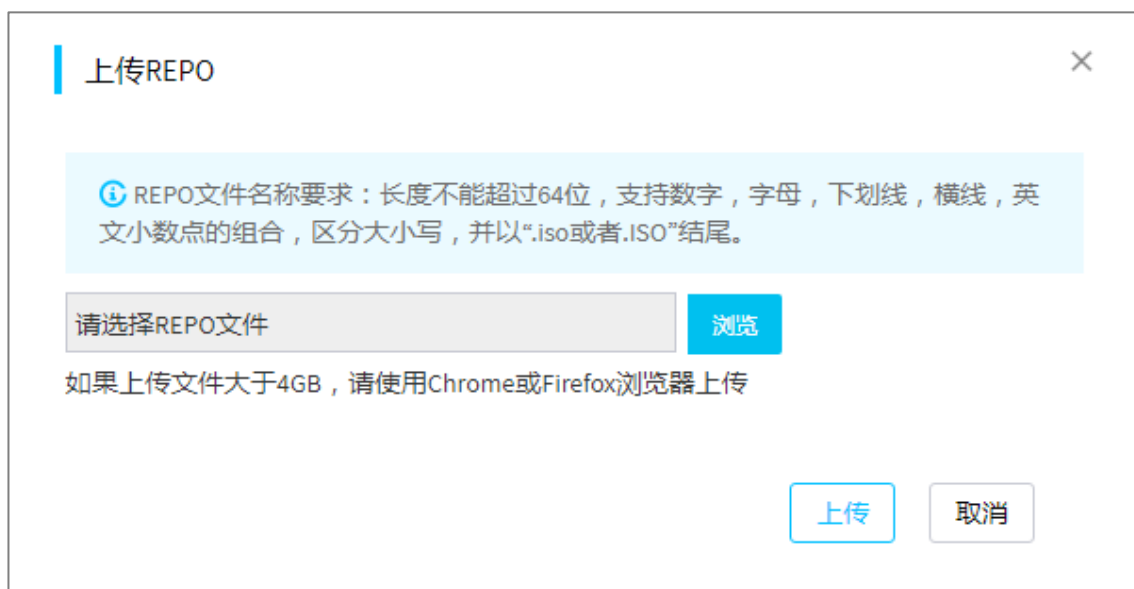 上传REPO
REPO文件名称要求：长度不能超过64位，支持数字，字母，下划线，横线，英
文小数点的组合，区分大小写，并以“.iso或者.ISO”结尾。
请选择REPO文件
浏览
如果上传文件大于4GB，请使用Chrome或Firefox浏览器上传
上传
取消